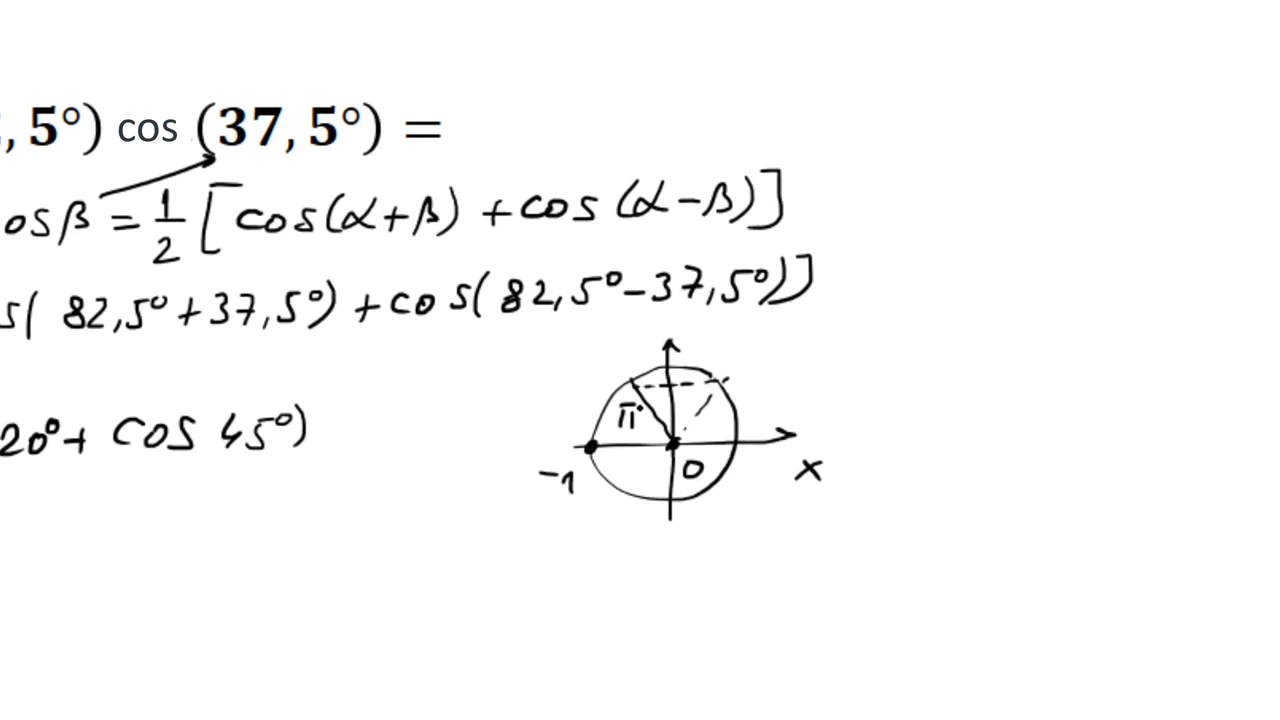 , 5°) cos (37, 5°) =
osβ = 1/2 [cos(α+β) + cos (α-β)]
s( 82,5°+37,5°) + cos( 82,5°-37,5°)]
20°+ cos 45°)
π
-1
0
x